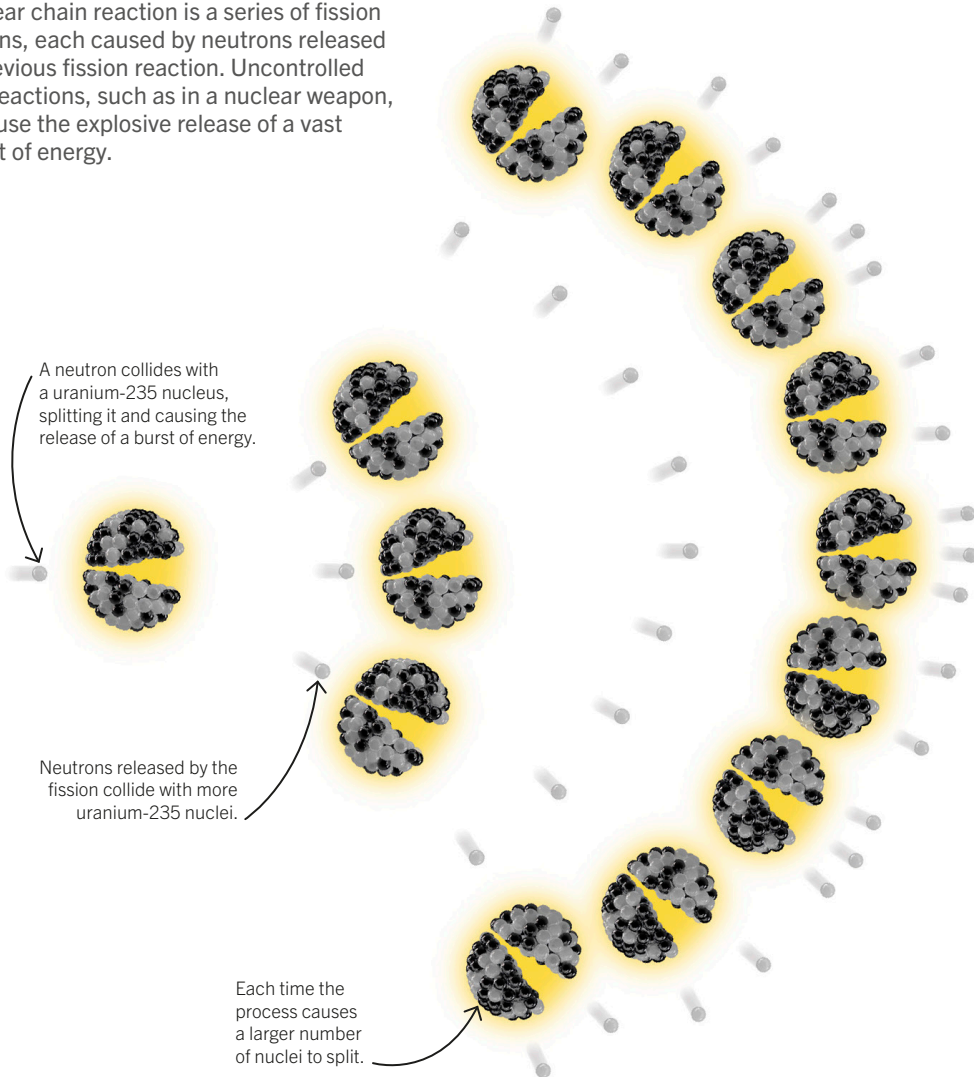 ear chain reaction is a series of fission
ns, each caused by neutrons released
evious fission reaction. Uncontrolled
eactions, such as in a nuclear weapon,
use the explosive release of a vast
t of energy.
A neutron collides with
a uranium-235 nucleus,
splitting it and causing the
release of a burst of energy.
Neutrons released by the
fission collide with more
uranium-235 nuclei.
Each time the
process causes
a larger number
of nuclei to split.